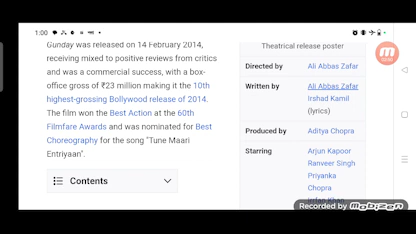 1:00
Gunday was released on 14 February 2014,
receiving mixed to positive reviews from critics
and was a commercial success, with a box-
office gross of ₹23 million making it the 10th
highest-grossing Bollywood release of 2014.
The film won the Best Action at the 60th
Filmfare Awards and was nominated for Best
Choreography for the song "Tune Maari
Entriyaan".
Contents
Theatrical release poster
Directed by Ali Abbas Zafar
Written by Ali Abbas Zafar
Irshad Kamil
(lyrics)
Produced by Aditya Chopra
Starring Arjun Kapoor
Ranveer Singh
Priyanka
Chopra
Irrfan Khan
Recorded by Mobizen